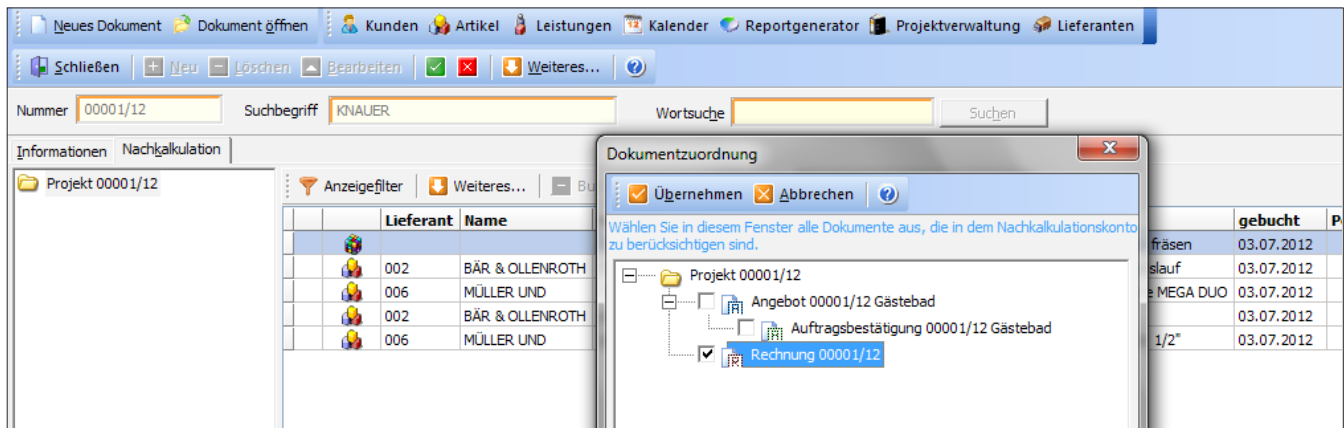 Neues Dokument Dokument öffnen Kunden Artikel Leistungen 12 Kalender Reportgenerator Projektverwaltung Lieferanten
Schließen Neu Löschen Bearbeiten Weiteres...
Nummer 00001/12 Suchbegriff KNAUER Wortsuche Suchen
Informationen Nachkalkulation
Projekt 00001/12
Anzeigefilter Weiteres... Bu
Lieferant Name gebucht P
fräsen 03.07.2012
002 BÄR & OLLENROTH slauf 03.07.2012
006 MÜLLER UND e MEGA DUO 03.07.2012
002 BÄR & OLLENROTH 03.07.2012
006 MÜLLER UND 1/2" 03.07.2012
Dokumentzuordnung
Übernehmen Abbrechen
Wählen Sie in diesem Fenster alle Dokumente aus, die in dem Nachkalkulationskonto
zu berücksichtigen sind.
Projekt 00001/12
Angebot 00001/12 Gästebad
Auftragsbestätigung 00001/12 Gästebad
Rechnung 00001/12